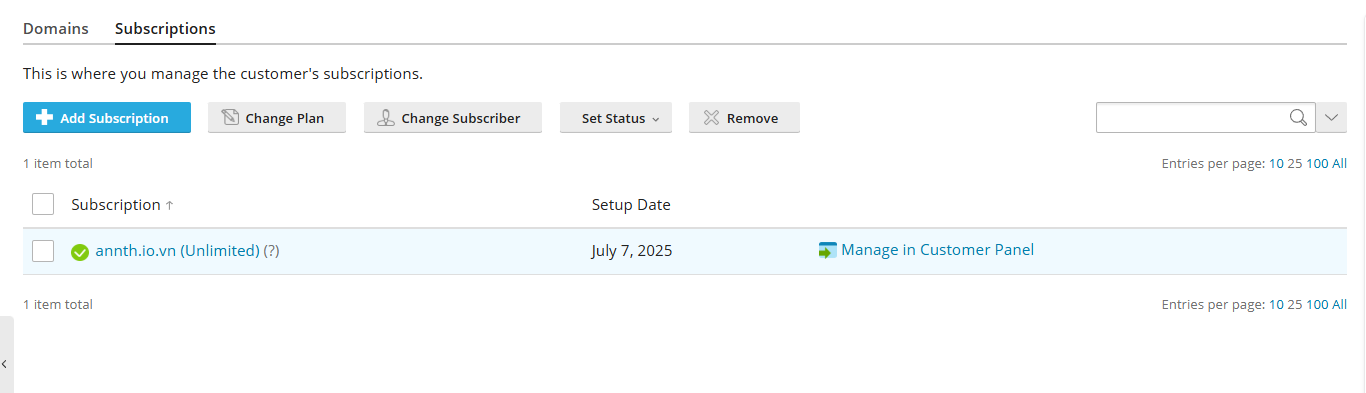 Domains Subscriptions
This is where you manage the customer's subscriptions.
Add Subscription Change Plan Change Subscriber Set Status Remove
1 item total Entries per page: 10 25 100 All
Subscription ↑ Setup Date
annth.io.vn (Unlimited) (?) July 7, 2025 Manage in Customer Panel
1 item total Entries per page: 10 25 100 All